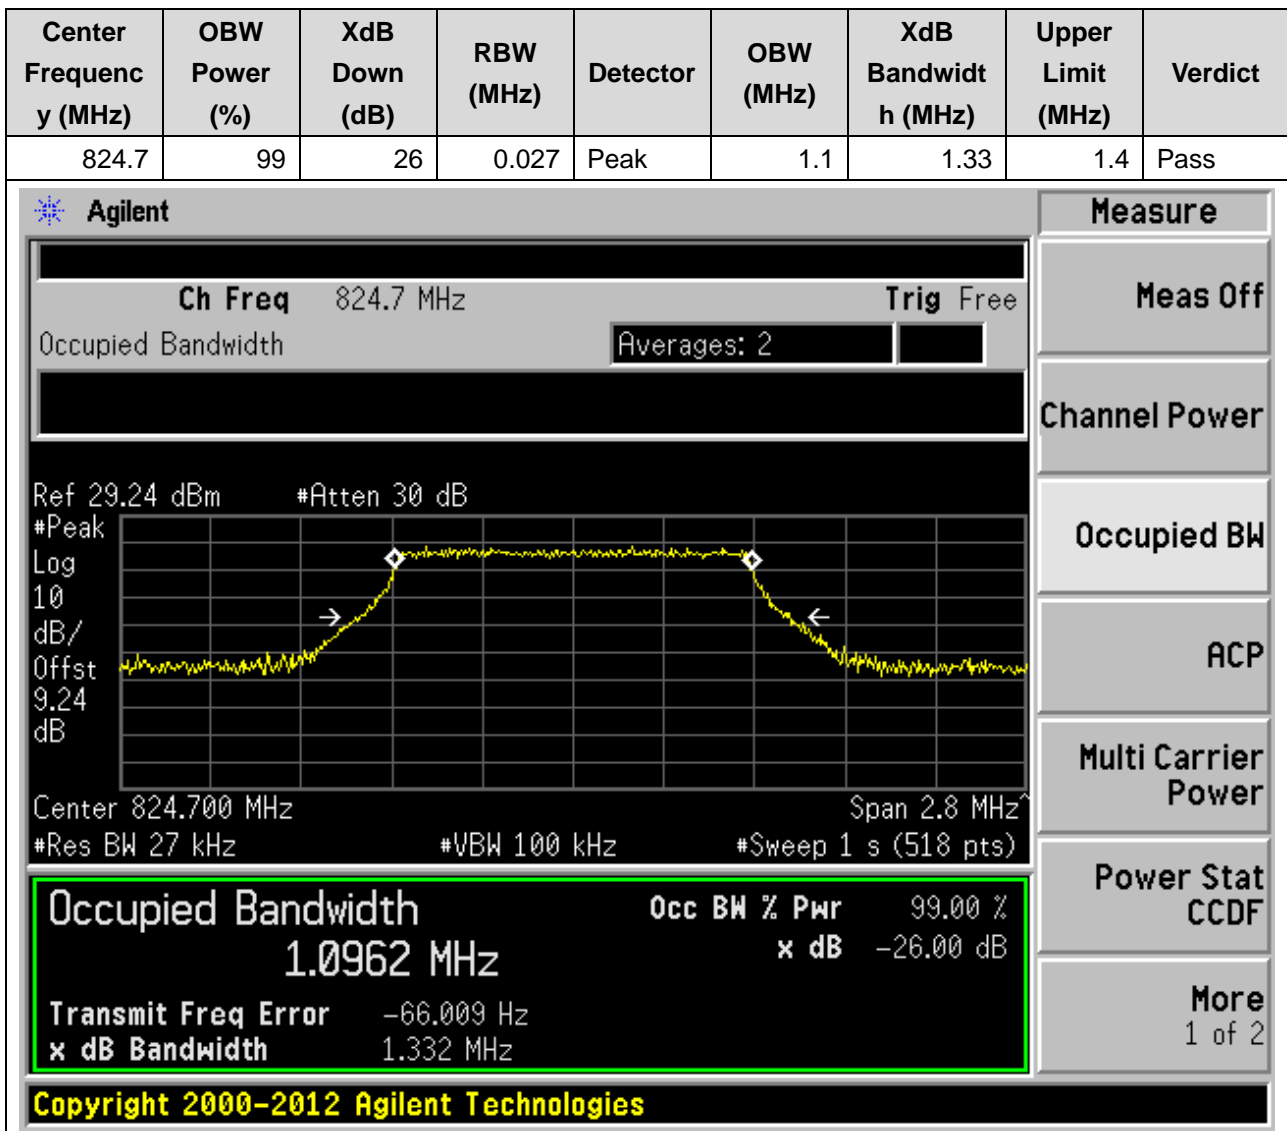 Center Frequenc y (MHz) | OBW Power (%) | XdB Down (dB) | RBW (MHz) | Detector | OBW (MHz) | XdB Bandwidt h (MHz) | Upper Limit (MHz) | Verdict
824.7 | 99 | 26 | 0.027 | Peak | 1.1 | 1.33 | 1.4 | Pass
Agilent
Measure
Ch Freq 824.7 MHz Trig Free
Occupied Bandwidth Averages: 2
Meas Off
Channel Power
Occupied BW
ACP
Multi Carrier
Power
Power Stat
CCDF
More
1 of 2
Ref 29.24 dBm #Atten 30 dB
#Peak
Log
10
dB/
Offst
9.24
dB
Center 824.700 MHz Span 2.8 MHz^
#Res BW 27 kHz #VBW 100 kHz #Sweep 1 s (518 pts)
Occupied Bandwidth Occ BW % Pwr 99.00 %
1.0962 MHz x dB -26.00 dB
Transmit Freq Error -66.009 Hz
x dB Bandwidth 1.332 MHz
Copyright 2000-2012 Agilent Technologies